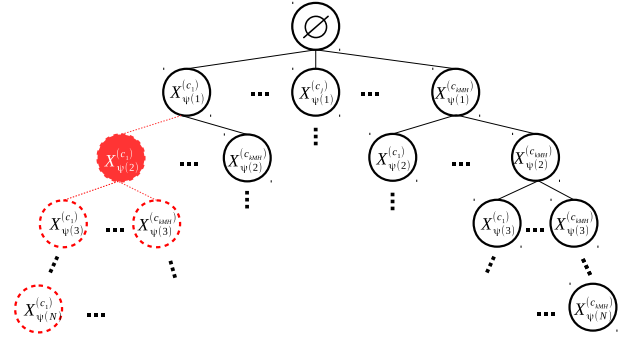 ∅
X_{ψ(1)}^{(c_1)} ... X_{ψ(1)}^{(c_j)} ... X_{ψ(1)}^{(c_{kMH})}
X_{ψ(2)}^{(c_1)} ... X_{ψ(2)}^{(c_{kMH})} X_{ψ(2)}^{(c_1)} ... X_{ψ(2)}^{(c_{kMH})}
X_{ψ(3)}^{(c_1)} ... X_{ψ(3)}^{(c_{kMH})} X_{ψ(3)}^{(c_1)} ... X_{ψ(3)}^{(c_{kMH})}
X_{ψ(N)}^{(c_1)} ... ... X_{ψ(N)}^{(c_{kMH})}